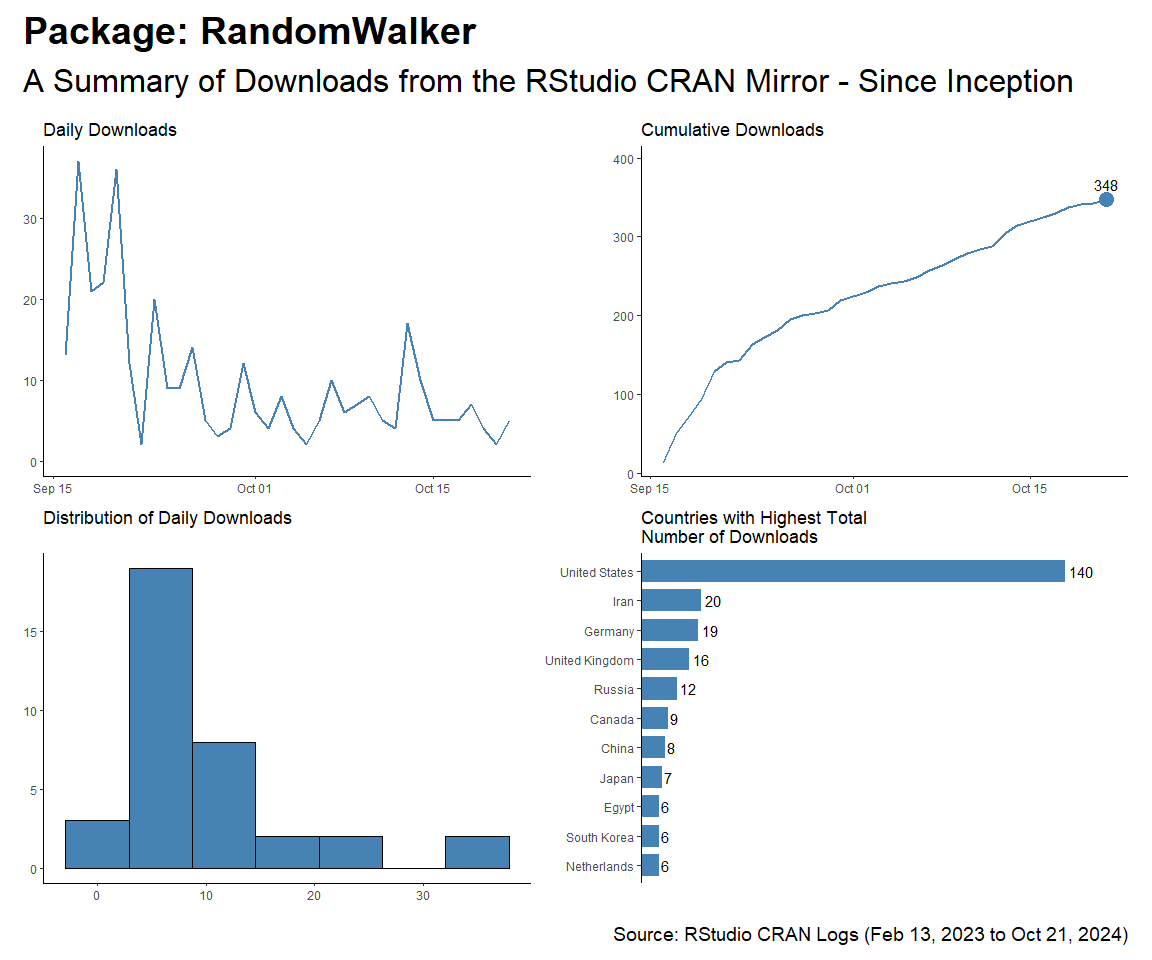 Package: RandomWalker
A Summary of Downloads from the RStudio CRAN Mirror - Since Inception
Daily Downloads
30
20
10
0
Sep 15
Oct 01
Oct 15
Cumulative Downloads
400
300
200
100
0
348
Sep 15
Oct 01
Oct 15
Distribution of Daily Downloads
15
10
5
0
0
10
20
30
Countries with Highest Total
Number of Downloads
United States 140
Iran 20
Germany 19
United Kingdom 16
Russia 12
Canada 9
China 8
Japan 7
Egypt 6
South Korea 6
Netherlands 6
Source: RStudio CRAN Logs (Feb 13, 2023 to Oct 21, 2024)